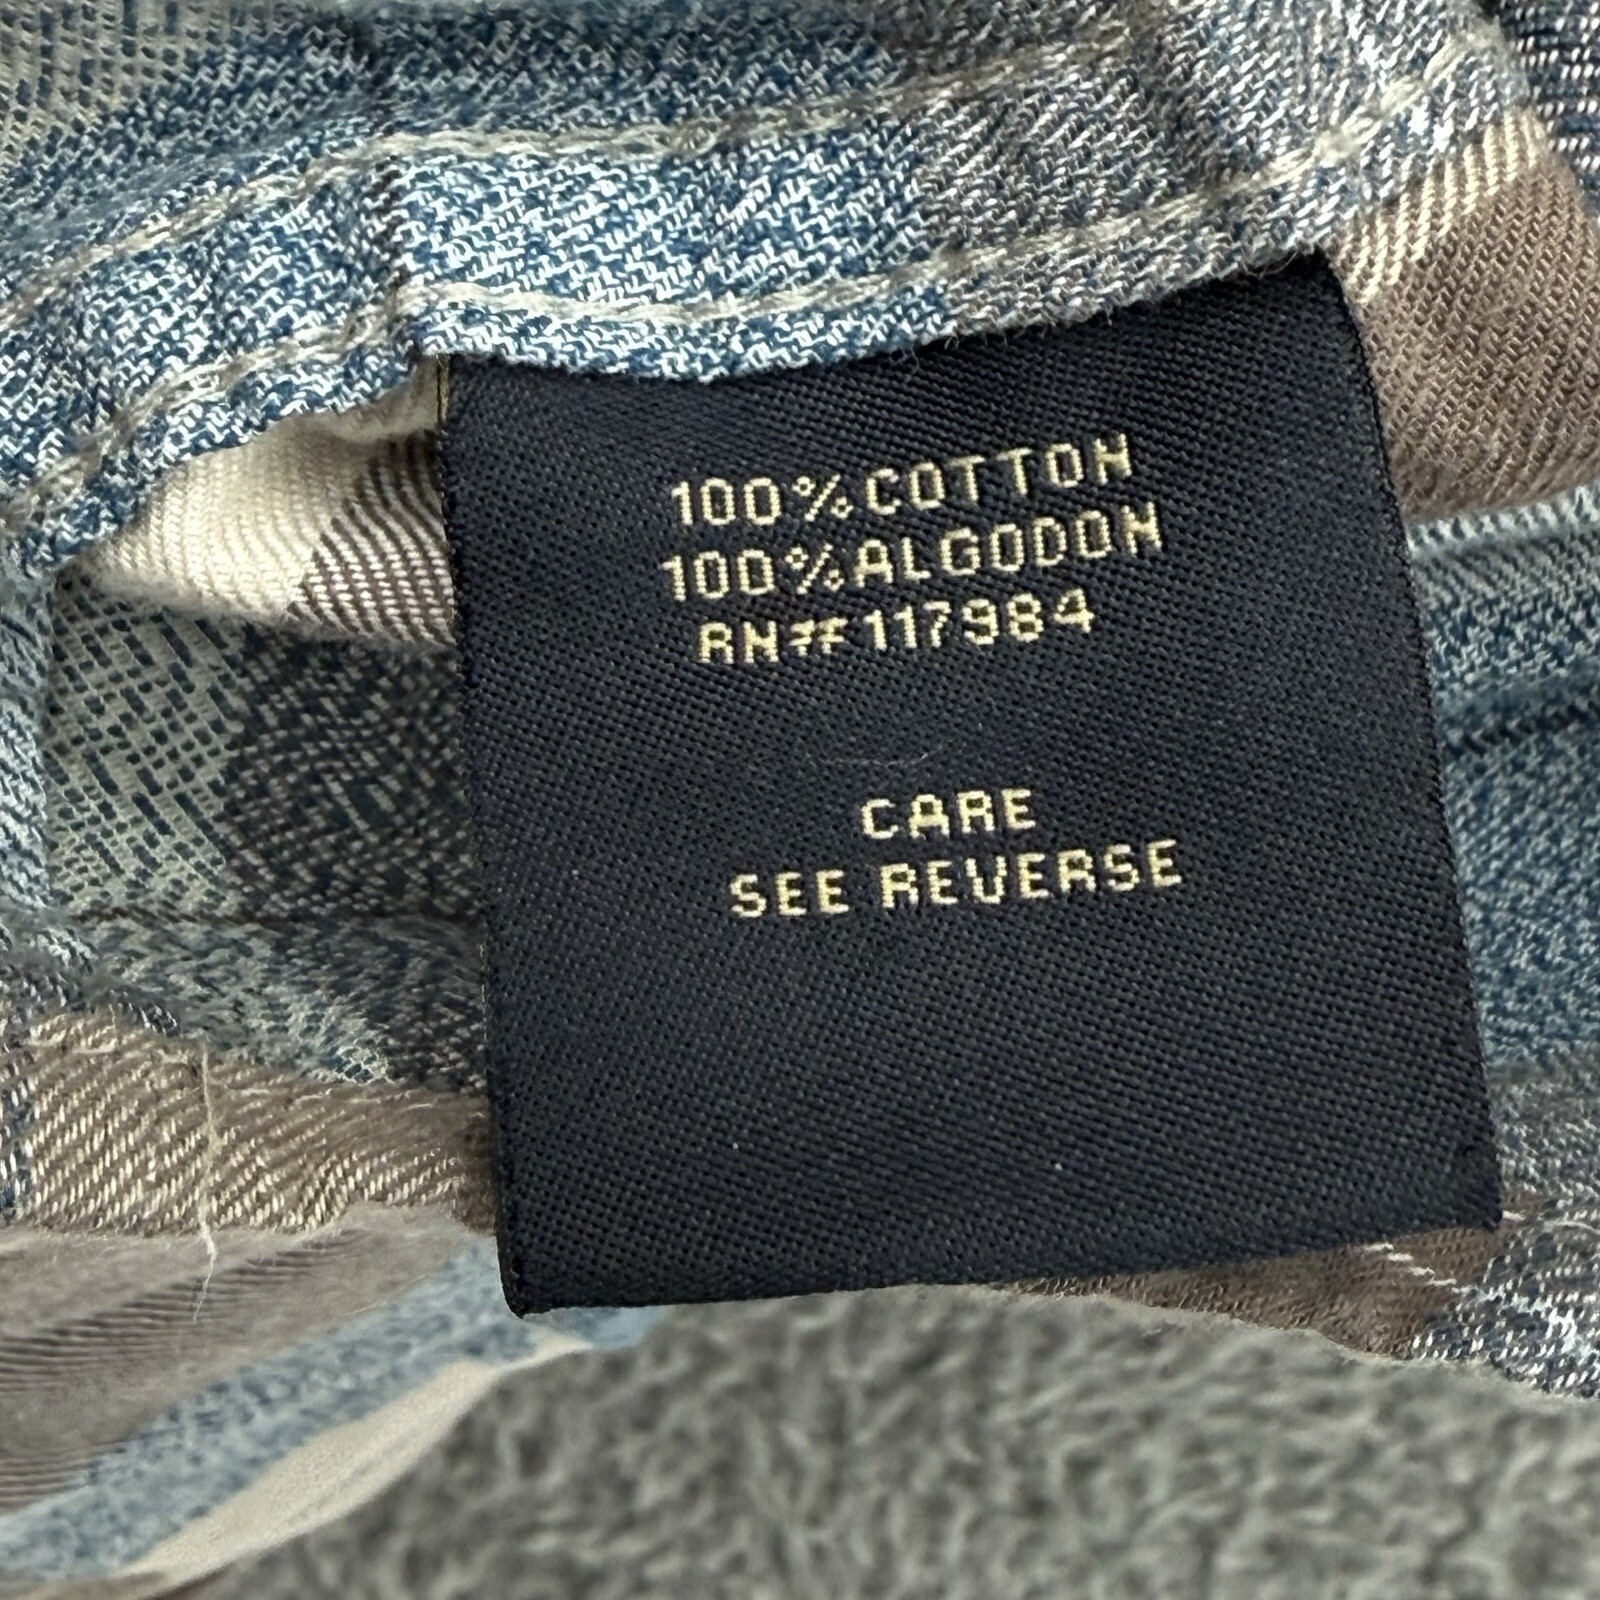 100% COTTON
100% ALGODON
RN# 117984
CARE
SEE REVERSE